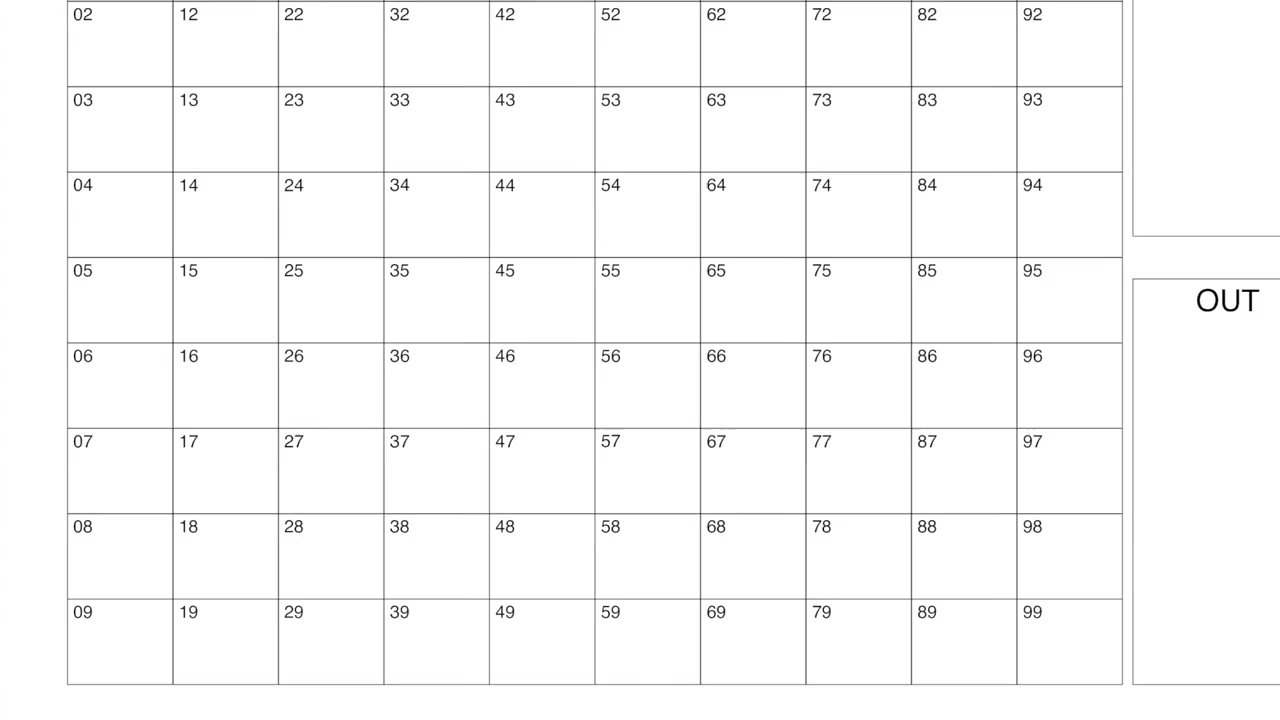 02 12 22 32 42 52 62 72 82 92
03 13 23 33 43 53 63 73 83 93
04 14 24 34 44 54 64 74 84 94
05 15 25 35 45 55 65 75 85 95
OUT
06 16 26 36 46 56 66 76 86 96
07 17 27 37 47 57 67 77 87 97
08 18 28 38 48 58 68 78 88 98
09 19 29 39 49 59 69 79 89 99